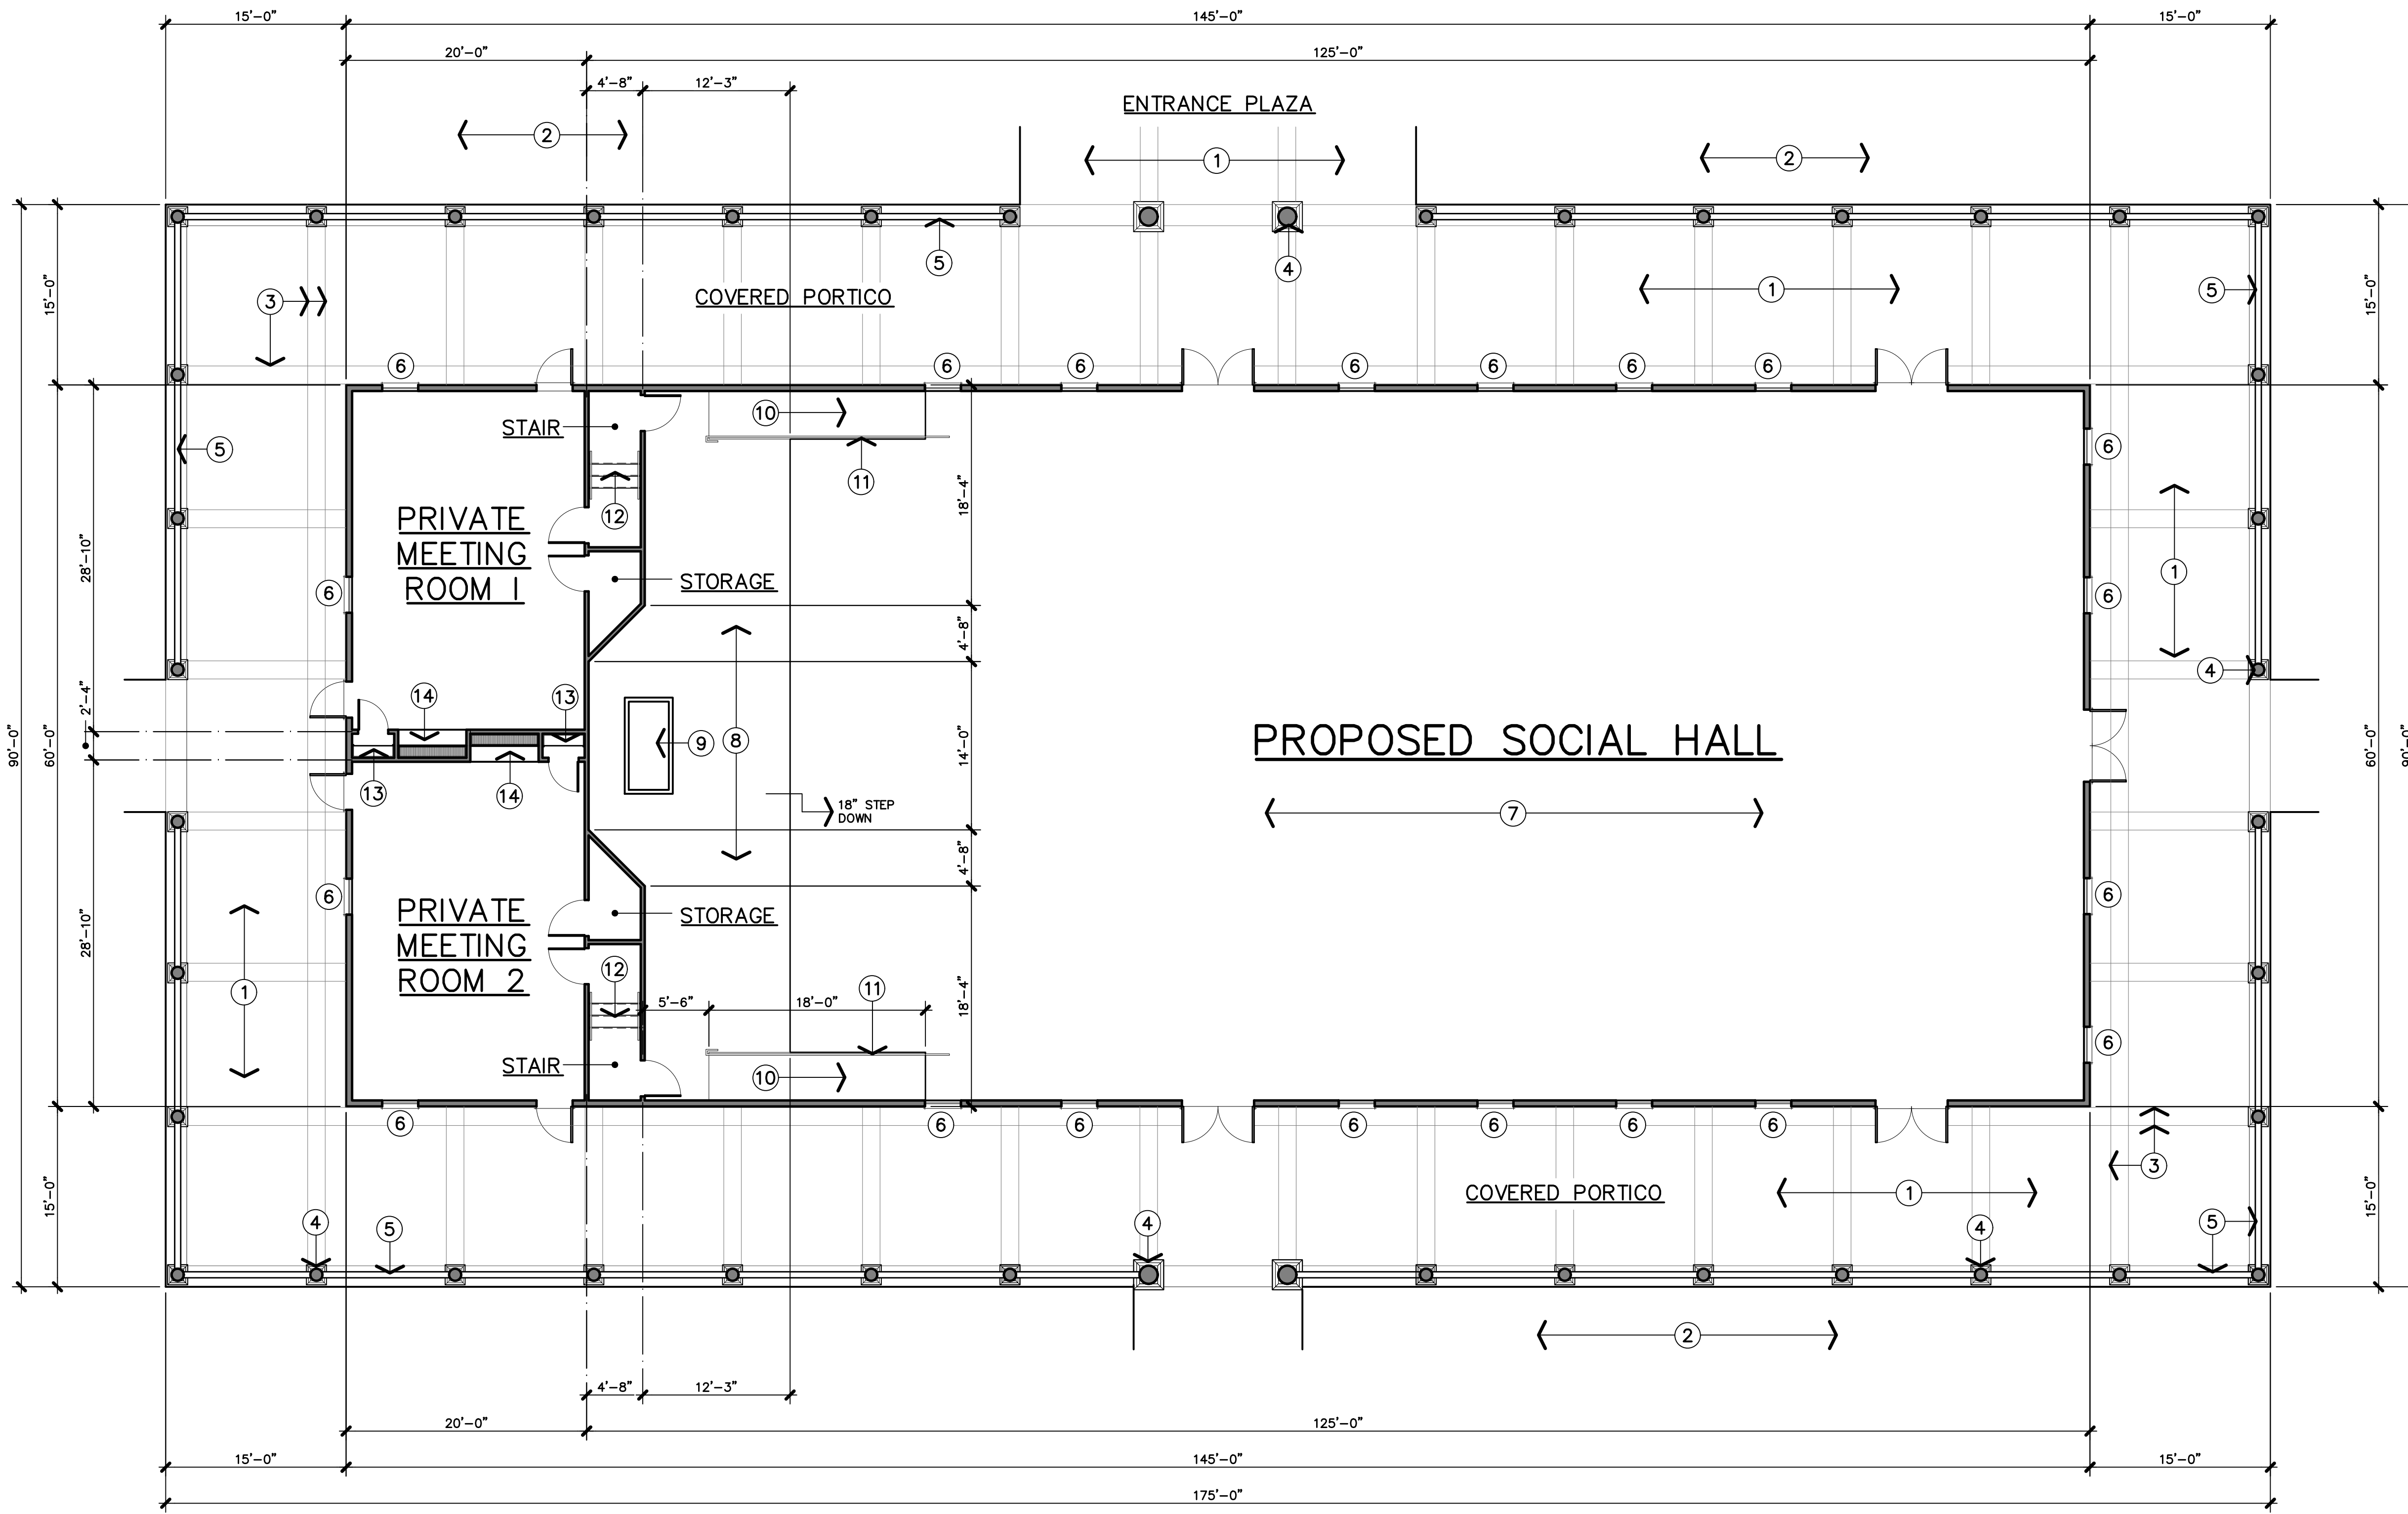 15'-0" 145'-0" 15'-0"
20'-0" 125'-0"
4'-8" 12'-3"
ENTRANCE PLAZA
2 1 2
5 4 1 5
3 COVERED PORTICO
15'-0" 15'-0"
6 6 6 6 6 6 6
10
STAIR
5 11 6
18'-4"
PRIVATE
MEETING
ROOM 1
12
28'-10"
STORAGE
6 6
1
4'-8"
4
2'-4"
14 13
90'-0" 60'-0"
9 8
14'-0"
PROPOSED SOCIAL HALL
60'-0" 90'-0"
13 14
18" STEP
DOWN
7
4'-8"
6 6
PRIVATE
MEETING
ROOM 2
STORAGE
28'-10"
12
1
5'-6" 18'-0" 11
18'-4"
6
STAIR
10
6 6 6 6 6 6 6
3
COVERED PORTICO 1
15'-0" 15'-0"
4 5 4 4 5
2
4'-8" 12'-3"
20'-0" 125'-0"
15'-0" 145'-0" 15'-0"
175'-0"